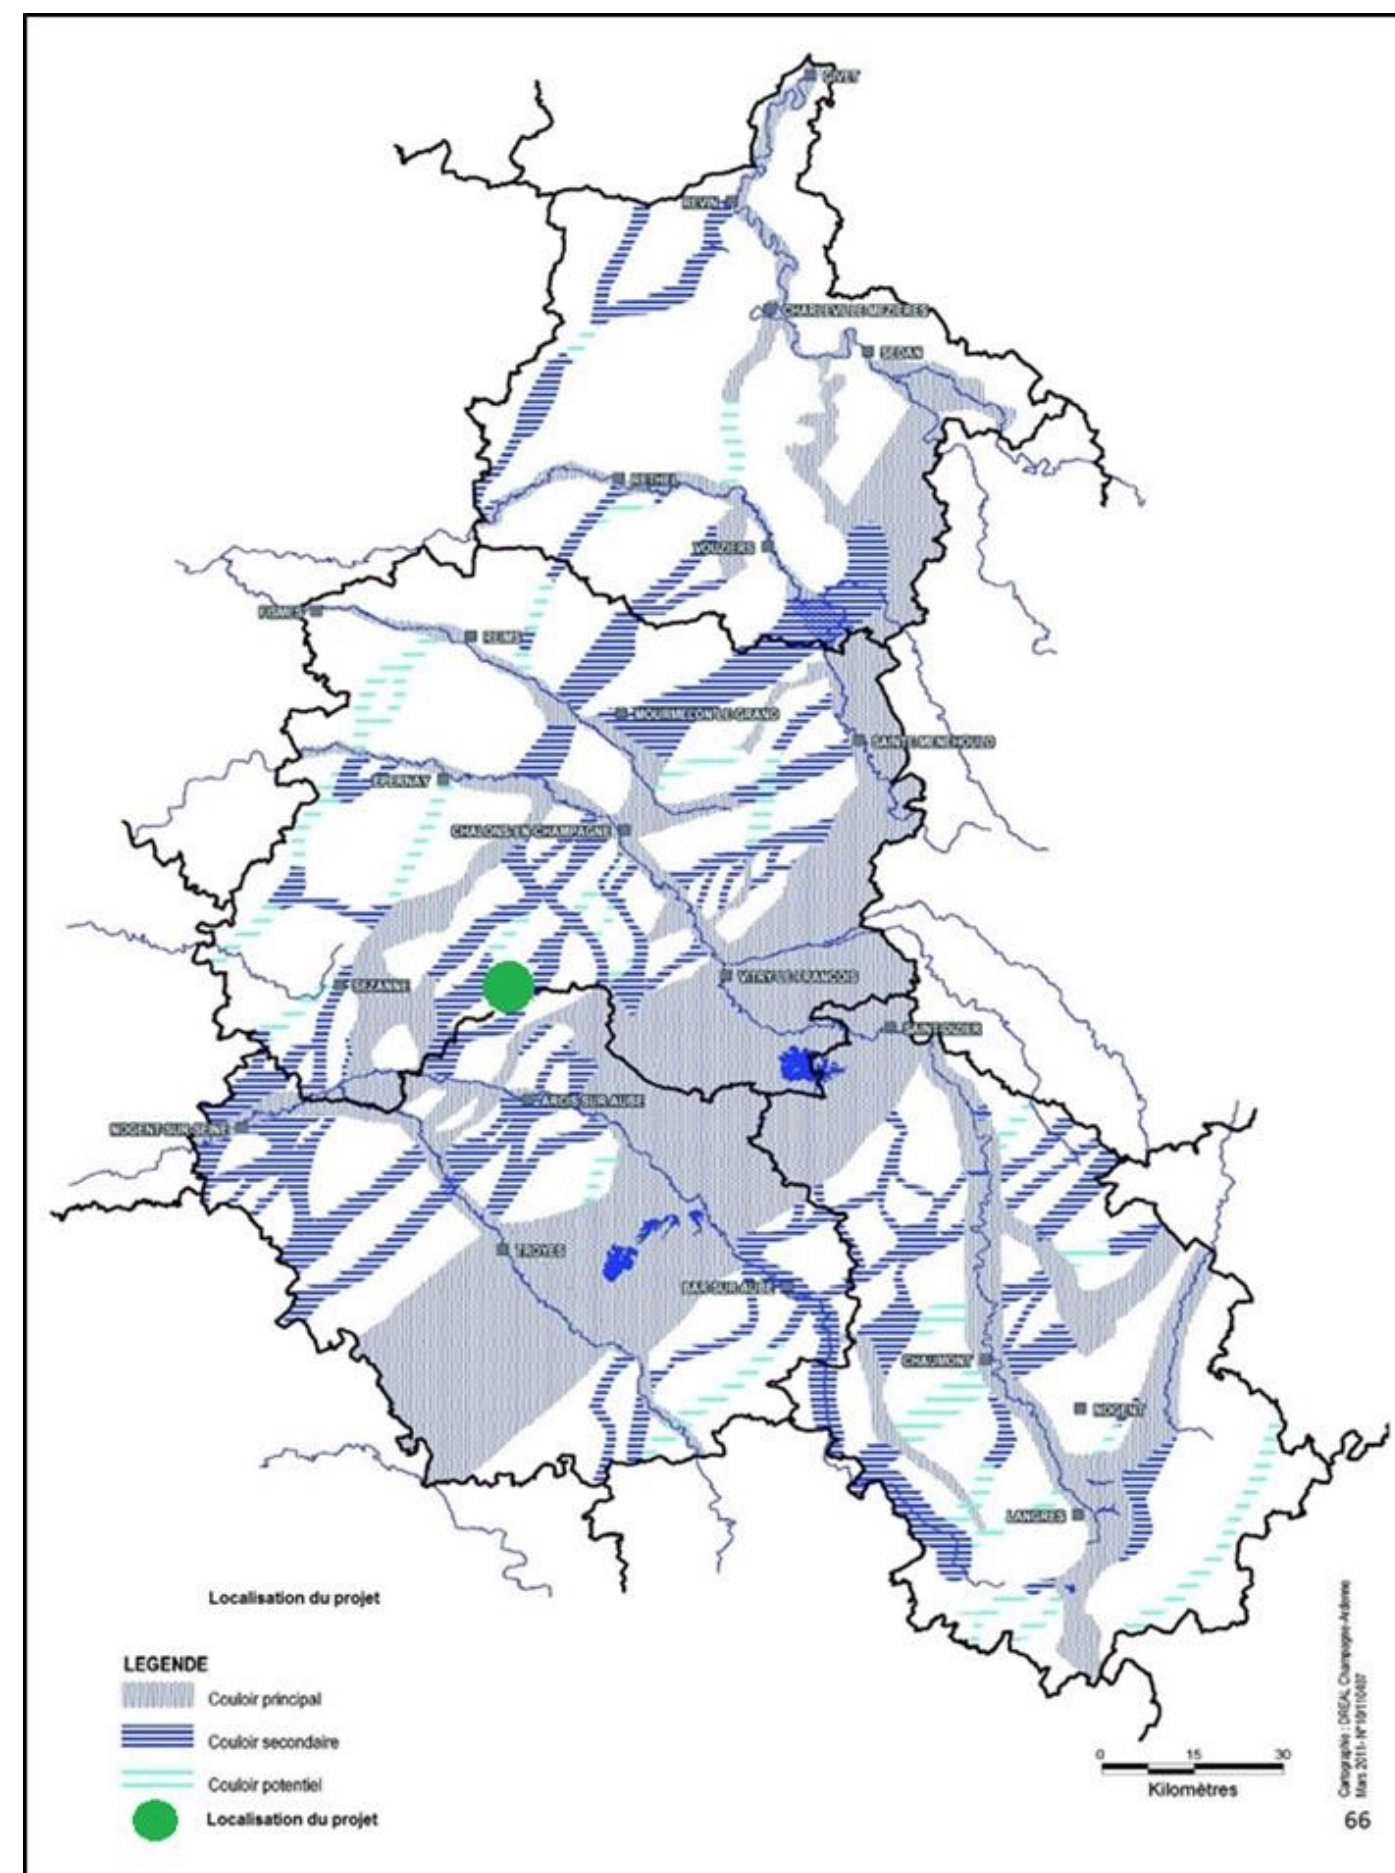 GIVET
REVIN
CHARLEVILLE MEZIERES
SEDAN
RETHEL
VOUZIERS
FISMES
REIMS
MOURMELON LE GRAND
SAINTE MENEHOULD
EPERNAY
CHALONS-EN-CHAMPAGNE
VITRY-LE-FRANCOIS
SEZANNE
SAINT-DIZIER
ARCIS SUR AUBE
NOGENT-SUR-SEINE
TROYES
BAR-SUR-AUBE
CHAUMONT
NOGENT
LANGRES
Localisation du projet
LEGENDE
Couloir principal
Couloir secondaire
Couloir potentiel
Localisation du projet
0 15 30
Kilomètres
Cartographie : DREAL Champagne-Ardenne
Mars 2011- N°
66